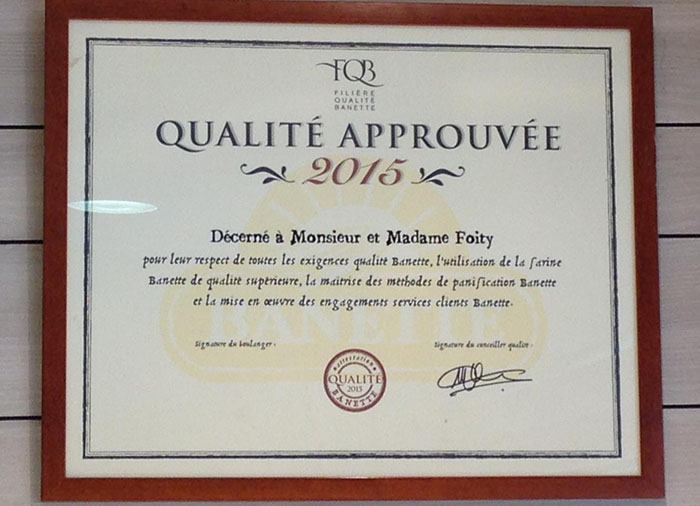 FQB
FILIÈRE
QUALITÉ
BANETTE
QUALITÉ APPROUVÉE
2015
Décerné à Monsieur et Madame Foity
pour leur respect de toutes les exigences qualité Banette, l'utilisation de la farine
Banette de qualité supérieure, la maîtrise des méthodes de panification Banette
et la mise en œuvre des engagements services clients Banette.
BANETTE
Signature du boulanger :
Signature du conseiller qualité :
attestation
QUALITÉ
2015
BANETTE